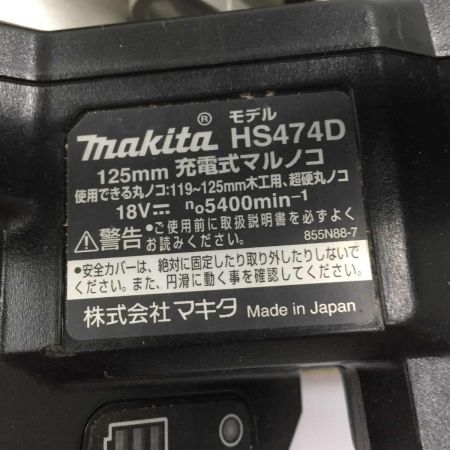 makita® モデル HS474D
125mm 充電式マルノコ
使用できる丸ノコ:119~125mm木工用、超硬丸ノコ
18V⎓ no5400min-1
⚠警告 ●ご使用前に取扱説明書を必ずよく
お読みください。 855N88-7
●安全カバーは、絶対に固定したり取り外したりしないで
ください。また、円滑に動く事を確認してください。
株式会社マキタ Made in Japan